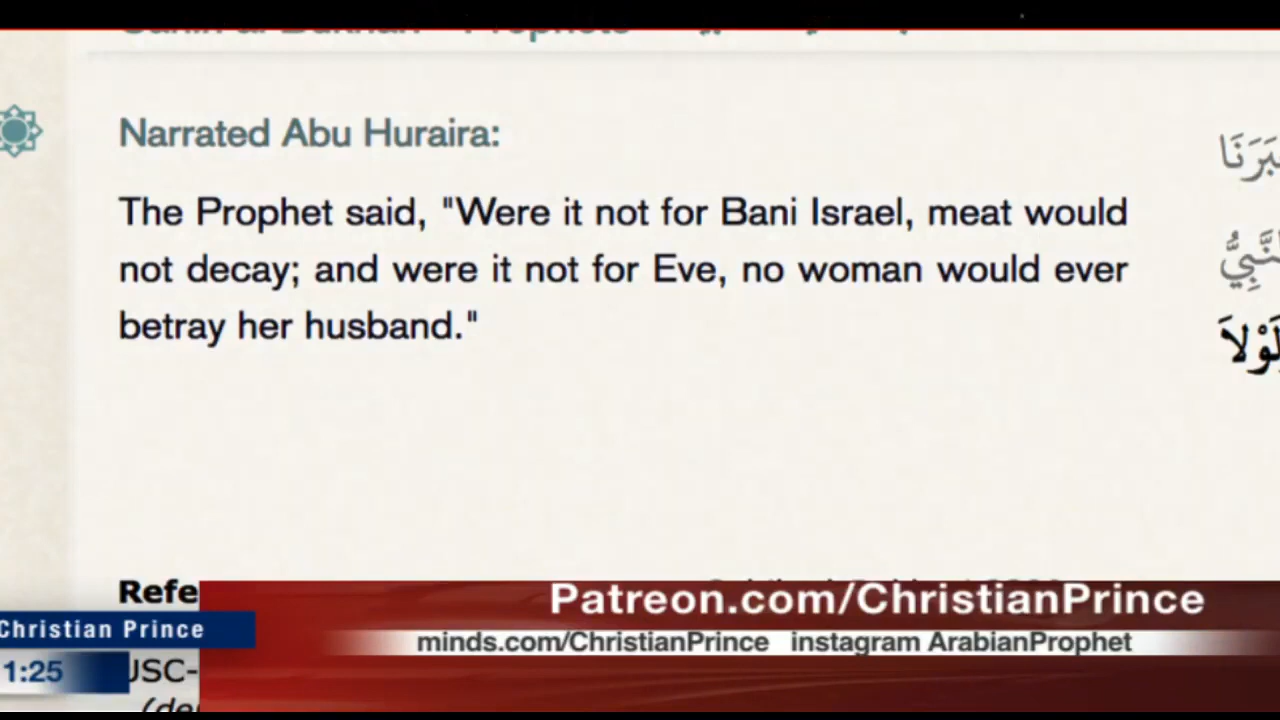 Narrated Abu Huraira:
The Prophet said, "Were it not for Bani Israel, meat would
not decay; and were it not for Eve, no woman would ever
betray her husband."
النَّبِيُّ
لَوْلاَ
Refe
Patreon.com/ChristianPrince
Christian Prince
minds.com/ChristianPrince instagram ArabianProphet
1:25